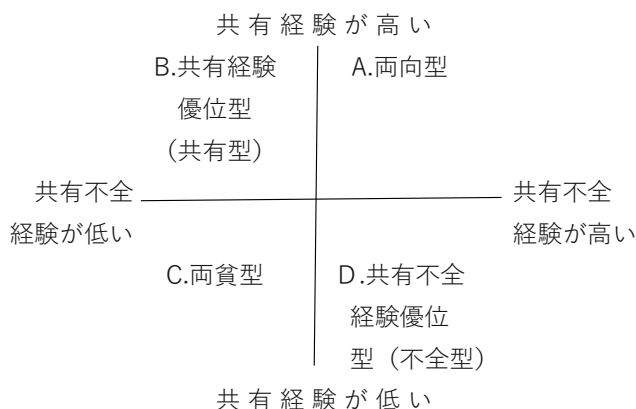 共有経験が高い
B.共有経験
優位型
（共有型）
A.両向型
共有不全
経験が低い
共有不全
経験が高い
C.両貧型
D.共有不全
経験優位
型（不全型）
共有経験が低い